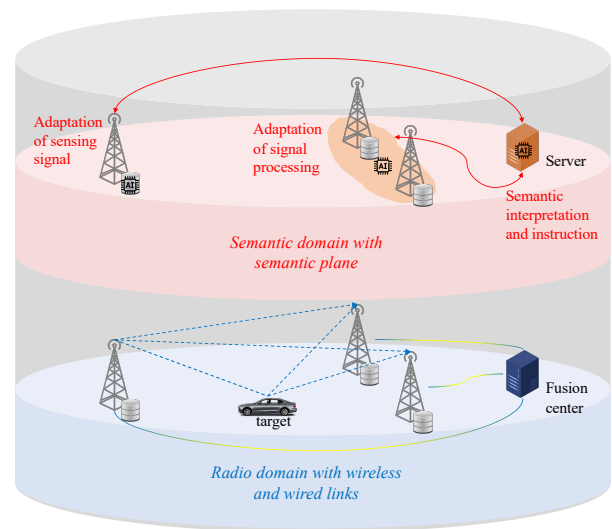 Adaptation
of sensing
signal
AI
Adaptation
of signal
processing
AI
AI
Server
Semantic
interpretation
and instruction
Semantic domain with
semantic plane
target
Fusion
center
Radio domain with wireless
and wired links